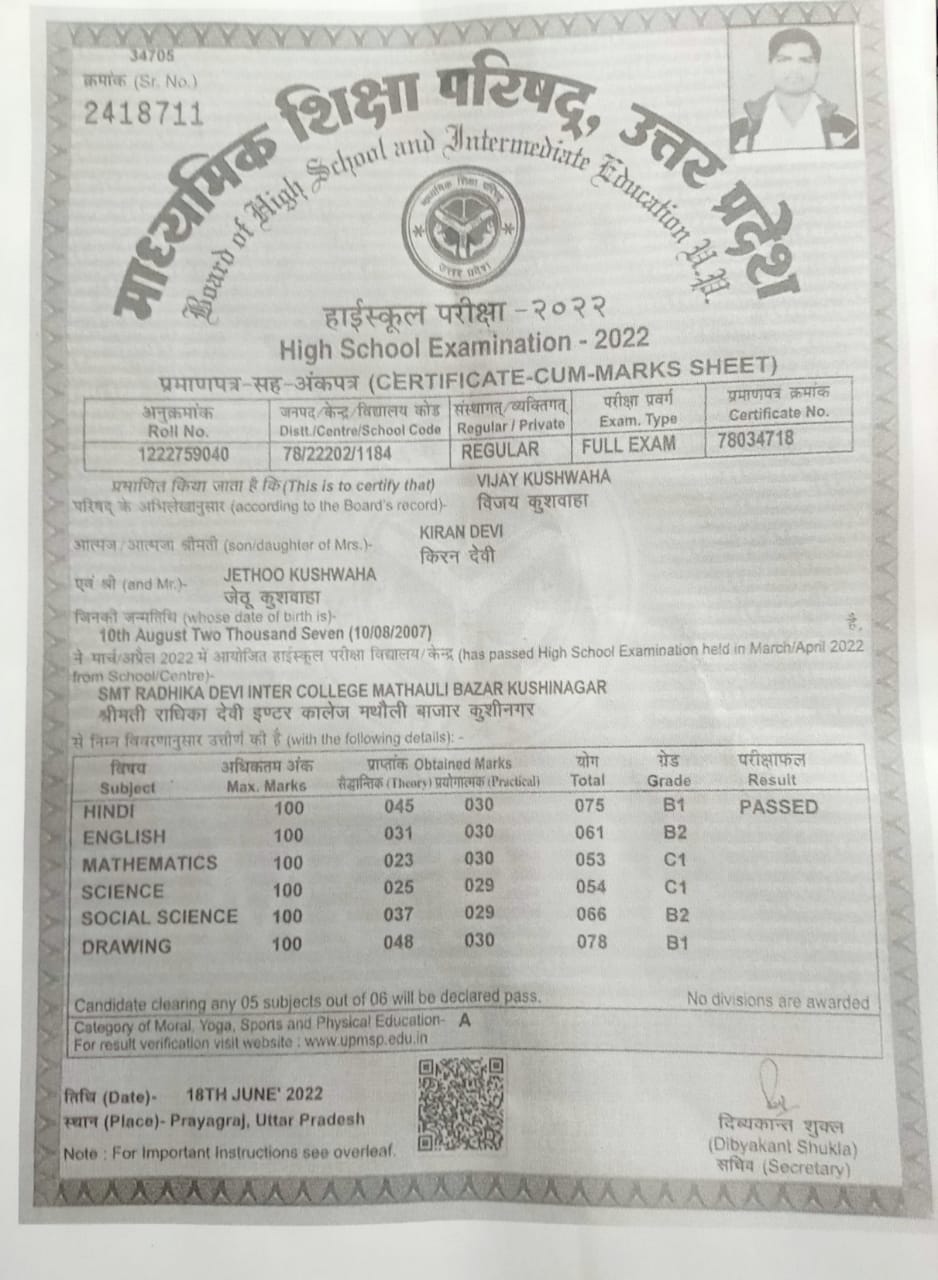 34705
क्रमांक (Sr. No.)
2418711
माध्यमिक शिक्षा परिषद्, उत्तर प्रदेश
Board of High School and Intermediate Education U.P.
माध्यमिक शिक्षा परिषद्
उत्तर प्रदेश
हाईस्कूल परीक्षा -२०२२
High School Examination - 2022
प्रमाणपत्र-सह-अंकपत्र (CERTIFICATE-CUM-MARKS SHEET)
अनुक्रमांक जनपद/केन्द्र/विद्यालय कोड संस्थागत्/व्यक्तिगत् परीक्षा प्रवर्ग प्रमाणपत्र क्रमांक
Roll No. Distt./Centre/School Code Regular / Private Exam. Type Certificate No.
1222759040 78/22202/1184 REGULAR FULL EXAM 78034718
प्रमाणित किया जाता है कि (This is to certify that) VIJAY KUSHWAHA
परिषद् के अभिलेखानुसार (according to the Board's record)- विजय कुशवाहा
KIRAN DEVI
आत्मज/आत्मजा श्रीमती (son/daughter of Mrs.)- किरन देवी
JETHOO KUSHWAHA
एवं श्री (and Mr.)- जेठू कुशवाहा
जिनकी जन्मतिथि (whose date of birth is)-
10th August Two Thousand Seven (10/08/2007) है,
ने मार्च/अप्रैल 2022 में आयोजित हाईस्कूल परीक्षा विद्यालय/केन्द्र (has passed High School Examination held in March/April 2022
from School/Centre)-
SMT RADHIKA DEVI INTER COLLEGE MATHAULI BAZAR KUSHINAGAR
श्रीमती राधिका देवी इण्टर कालेज मथौली बाजार कुशीनगर
से निम्न विवरणानुसार उत्तीर्ण की है (with the following details): -
विषय अधिकतम अंक प्राप्तांक Obtained Marks योग ग्रेड परीक्षाफल
Subject Max. Marks सैद्धान्तिक (Theory) प्रयोगात्मक (Practical) Total Grade Result
HINDI 100 045 030 075 B1 PASSED
ENGLISH 100 031 030 061 B2
MATHEMATICS 100 023 030 053 C1
SCIENCE 100 025 029 054 C1
SOCIAL SCIENCE 100 037 029 066 B2
DRAWING 100 048 030 078 B1
Candidate clearing any 05 subjects out of 06 will be declared pass. No divisions are awarded
Category of Moral, Yoga, Sports and Physical Education- A
For result verification visit website : www.upmsp.edu.in
तिथि (Date)- 18TH JUNE' 2022
स्थान (Place)- Prayagraj, Uttar Pradesh
Note : For Important Instructions see overleaf.
दिब्यकान्त शुक्ल
(Dibyakant Shukla)
सचिव (Secretary)